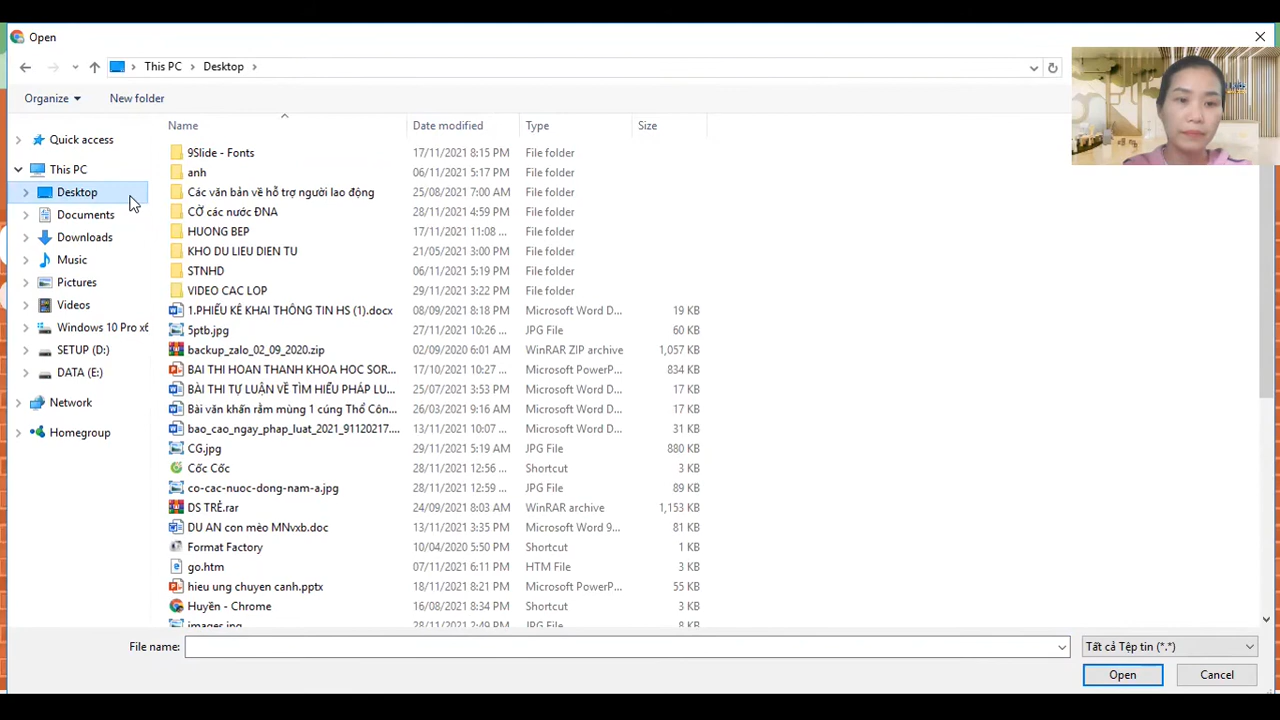 Open
This PC > Desktop >
Organize New folder
Name Date modified Type Size
Quick access
This PC
Desktop
Documents
Downloads
Music
Pictures
Videos
Windows 10 Pro x6
SETUP (D:)
DATA (E:)
Network
Homegroup
9Slide - Fonts 17/11/2021 8:15 PM File folder
anh 06/11/2021 5:17 PM File folder
Các văn bản về hỗ trợ người lao động 25/08/2021 7:00 AM File folder
CỜ các nước ĐNA 28/11/2021 4:59 PM File folder
HUONG BEP 17/11/2021 11:08 ... File folder
KHO DU LIEU DIEN TU 21/05/2021 3:00 PM File folder
STNHD 06/11/2021 5:19 PM File folder
VIDEO CAC LOP 29/11/2021 3:22 PM File folder
1.PHIẾU KÊ KHAI THÔNG TIN HS (1).docx 08/09/2021 8:18 PM Microsoft Word D... 19 KB
5ptb.jpg 27/11/2021 10:26 ... JPG File 60 KB
backup_zalo_02_09_2020.zip 02/09/2020 6:01 AM WinRAR ZIP archive 1,057 KB
BAI THI HOAN THANH KHOA HOC SOR... 17/10/2021 10:27 ... Microsoft PowerP... 834 KB
BÀI THI TỰ LUẬN VỀ TÌM HIỂU PHÁP LU... 25/07/2021 3:53 PM Microsoft Word D... 17 KB
Bài văn khấn rằm mùng 1 cúng Thổ Côn... 26/03/2021 9:16 AM Microsoft Word D... 17 KB
bao_cao_ngay_phap_luat_2021_91120217.... 13/11/2021 10:07 ... Microsoft Word D... 31 KB
CG.jpg 29/11/2021 5:19 AM JPG File 880 KB
Cốc Cốc 28/11/2021 12:56 ... Shortcut 3 KB
co-cac-nuoc-dong-nam-a.jpg 28/11/2021 12:59 ... JPG File 89 KB
DS TRẺ.rar 24/09/2021 8:03 AM WinRAR archive 1,153 KB
DU AN con mèo MNvxb.doc 13/11/2021 3:35 PM Microsoft Word 9... 81 KB
Format Factory 10/04/2020 5:50 PM Shortcut 1 KB
go.htm 07/11/2021 6:11 PM HTM File 3 KB
hieu ung chuyen canh.pptx 18/11/2021 8:21 PM Microsoft PowerP... 55 KB
Huyền - Chrome 16/08/2021 8:34 PM Shortcut 3 KB
images.jpg 28/11/2021 2:49 PM JPG File 8 KB
File name: Tất cả Tệp tin (*.*)
Open Cancel